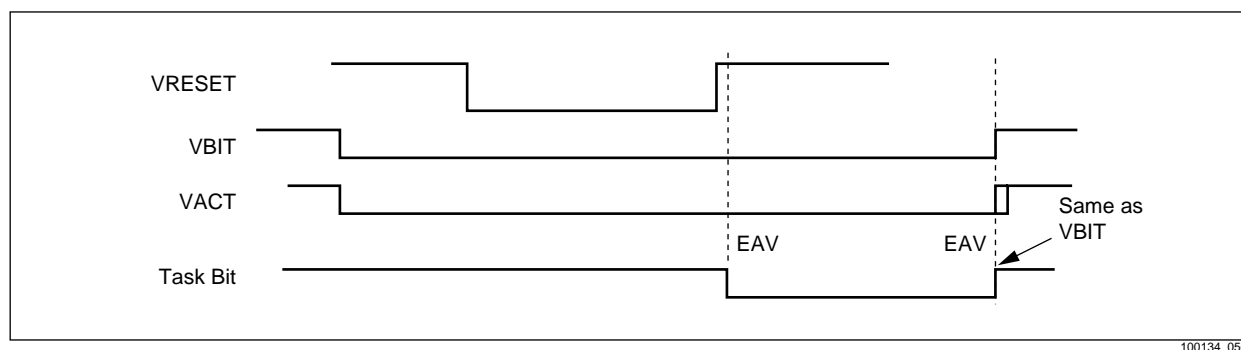 VRESET
VBIT
VACT
Same as
VBIT
EAV
EAV
Task Bit
100134_05